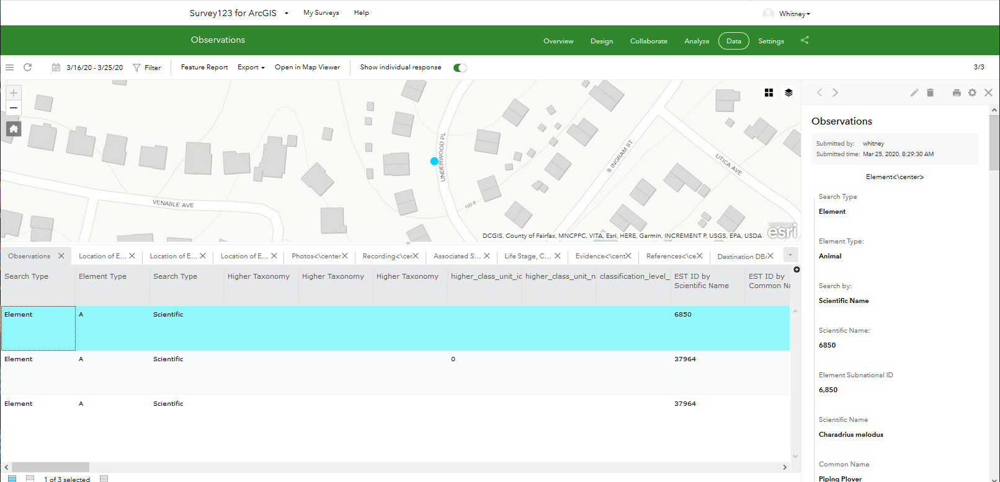 Survey123 for ArcGIS My Surveys Help Whitney
Observations Overview Design Collaborate Analyze Data Settings
3/16/20 - 3/25/20 Filter Feature Report Export Open in Map Viewer Show individual response 3/3
UNDERWOOD PL
S INGRAM ST
UTICA AVE
VENABLE AVE
100 ft
POWERED BY
esri
DCGIS, County of Fairfax, MNCPPC, VITA, Esri, HERE, Garmin, INCREMENT P, USGS, EPA, USDA
Observations Location of E... Location of E... Location of E... Photos<\center Recording<\cer Associated S... Life Stage, C... Evidence<\cent References<\ce Destination DB/
Search Type Element Type Search Type Higher Taxonomy Higher Taxonomy Higher Taxonomy higher_class_unit_id higher_class_unit_n classification_level_ EST ID by Scientific Name EST ID by Common Na
Element A Scientific 6850
Element A Scientific 0 37964
Element A Scientific 37964
1 of 3 selected
Observations
Submitted by: whitney
Submitted time: Mar 25, 2020, 8:29:30 AM
Element<\center>
Search Type
Element
Element Type:
Animal
Search by:
Scientific Name
Scientific Name:
6850
Element Subnational ID
6,850
Scientific Name
Charadrius melodus
Common Name
Piping Plover